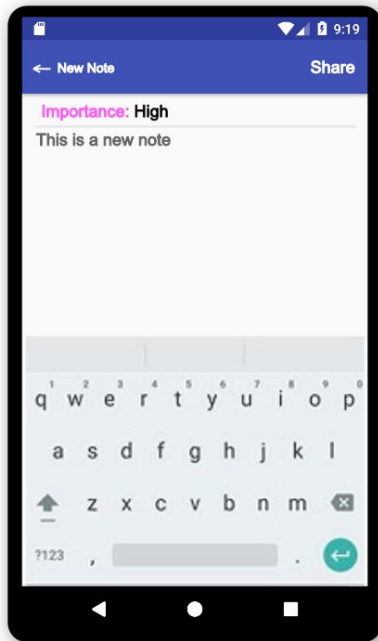 9:19
← New Note Share
Importance: High
This is a new note
1 2 3 4 5 6 7 8 9 0
q w e r t y u i o p
a s d f g h j k l
z x c v b n m
?123 , .